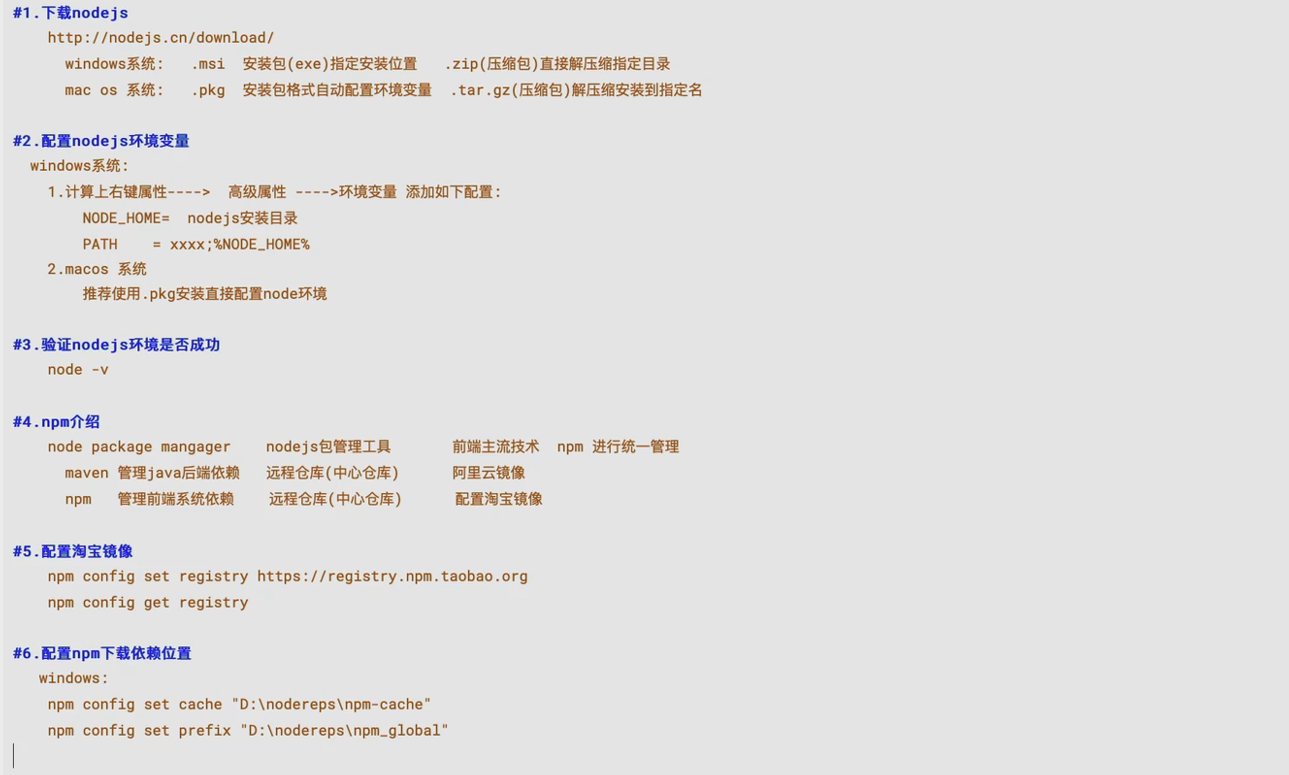 #1.下载nodejs
http://nodejs.cn/download/
windows系统: .msi 安装包(exe)指定安装位置 .zip(压缩包)直接解压缩指定目录
mac os 系统: .pkg 安装包格式自动配置环境变量 .tar.gz(压缩包)解压缩安装到指定名
#2.配置nodejs环境变量
windows系统:
1.计算上右键属性----> 高级属性 ---->环境变量 添加如下配置:
NODE_HOME= nodejs安装目录
PATH = xxxx;%NODE_HOME%
2.macos 系统
推荐使用.pkg安装直接配置node环境
#3.验证nodejs环境是否成功
node -v
#4.npm介绍
node package mangager nodejs包管理工具 前端主流技术 npm 进行统一管理
maven 管理java后端依赖 远程仓库(中心仓库) 阿里云镜像
npm 管理前端系统依赖 远程仓库(中心仓库) 配置淘宝镜像
#5.配置淘宝镜像
npm config set registry https://registry.npm.taobao.org
npm config get registry
#6.配置npm下载依赖位置
windows:
npm config set cache "D:\nodereps\npm-cache"
npm config set prefix "D:\nodereps\npm_global"